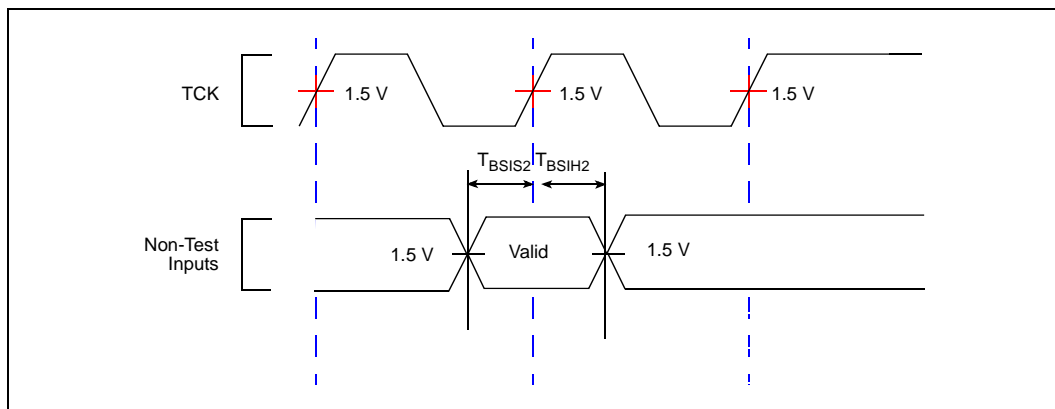 TCK
1.5 V
1.5 V
1.5 V
TBSIS2
TBSIH2
Non-Test
Inputs
1.5 V
Valid
1.5 V